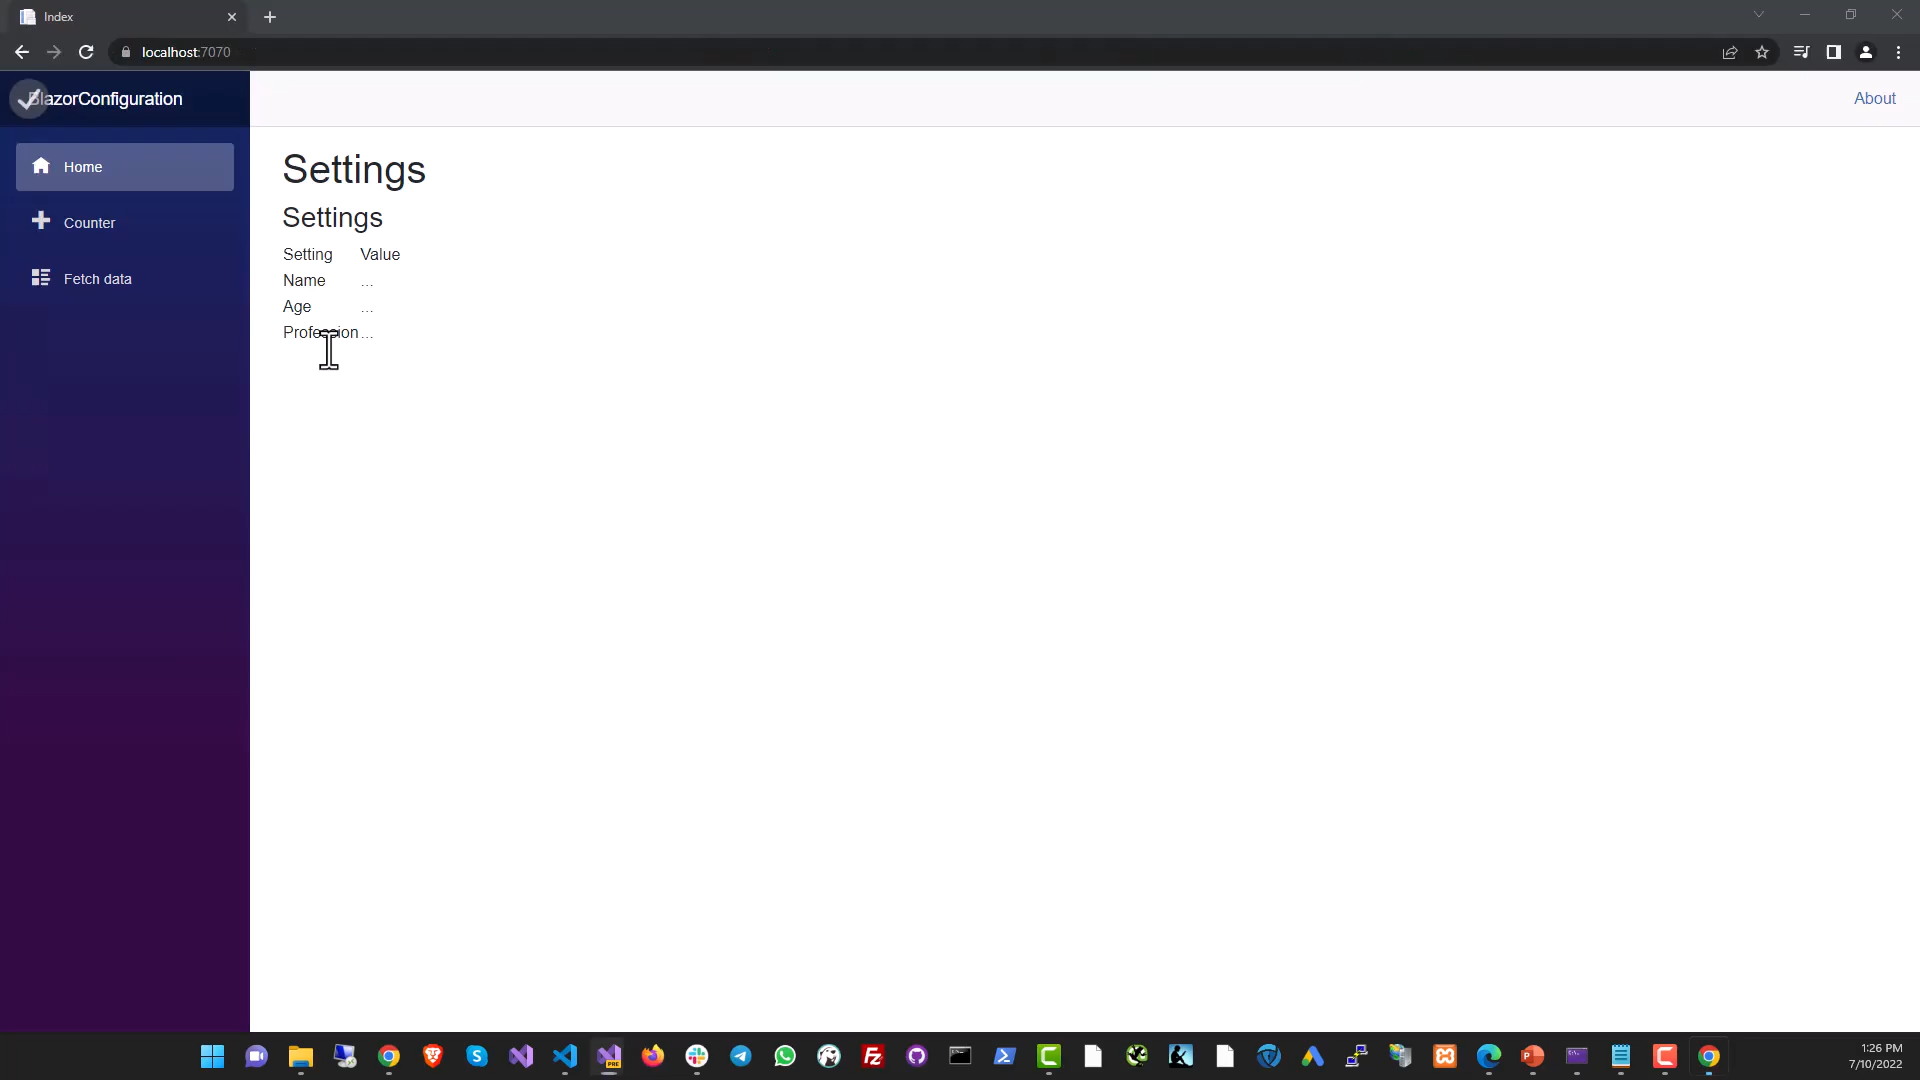 Index
localhost:7070
BlazorConfiguration
About
Home
Counter
Fetch data
Settings
Settings
Setting Value
Name ...
Age ...
Profession ...
1:26 PM
7/10/2022